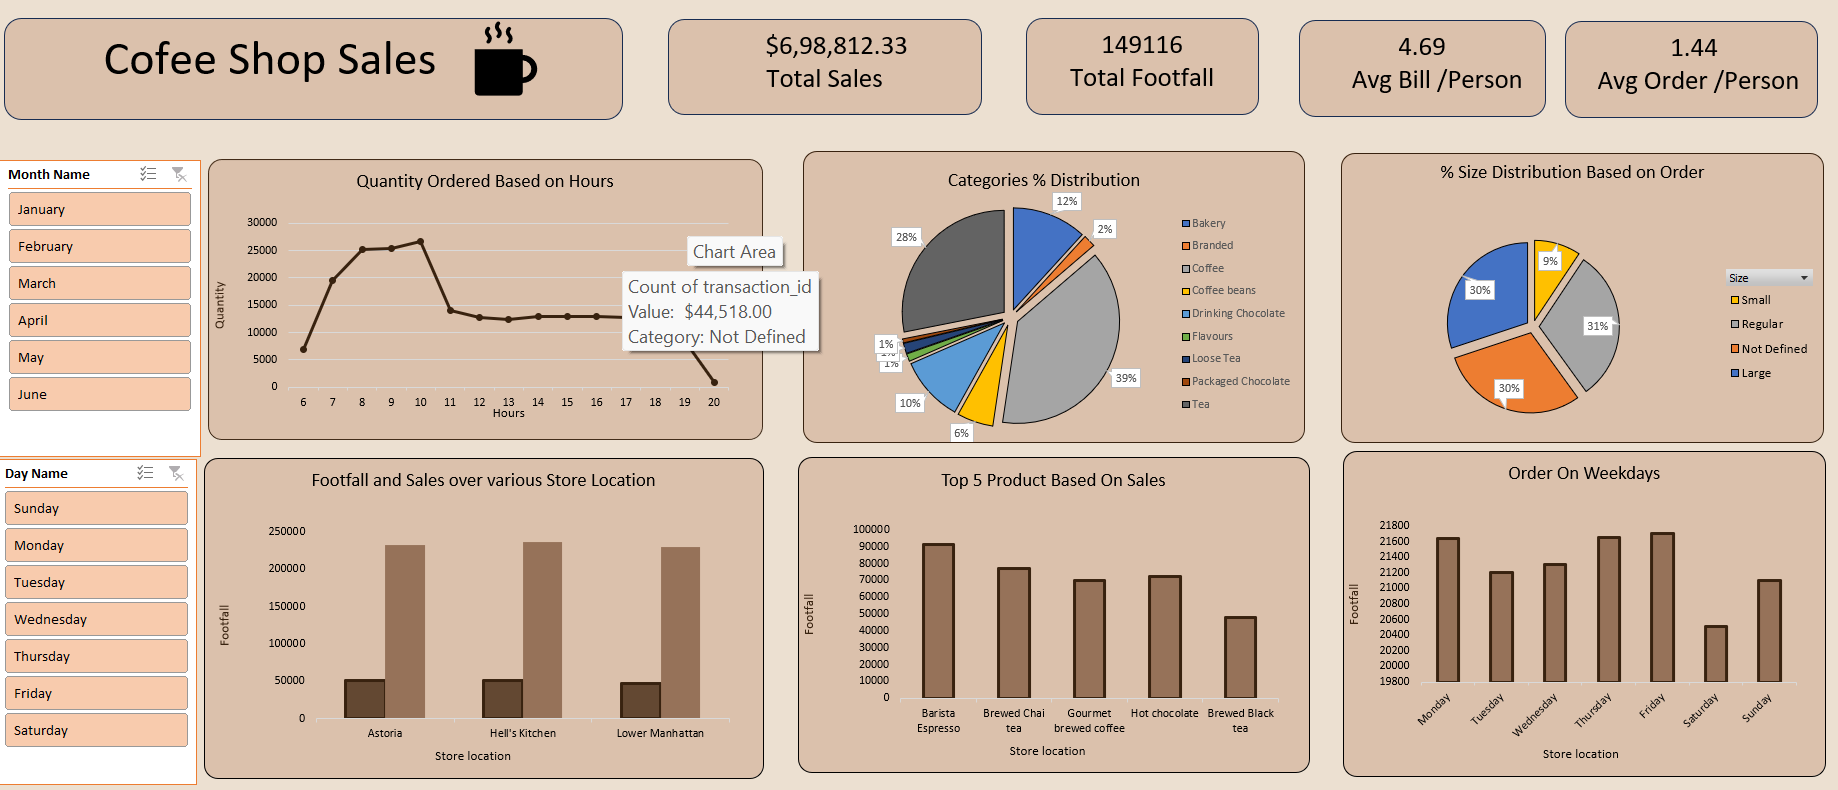 Cofee Shop Sales
$6,98,812.33
Total Sales
149116
Total Footfall
4.69
Avg Bill /Person
1.44
Avg Order /Person
Month Name
January
February
March
April
May
June
Quantity Ordered Based on Hours
30000
25000
20000
15000
10000
5000
0
Quantity
6 7 8 9 10 11 12 13 14 15 16 17 18 19 20
Hours
Chart Area
Count of transaction_id
Value: $44,518.00
Category: Not Defined
Categories % Distribution
12%
2%
39%
6%
10%
1%
1%
28%
Bakery
Branded
Coffee
Coffee beans
Drinking Chocolate
Flavours
Loose Tea
Packaged Chocolate
Tea
% Size Distribution Based on Order
9%
31%
30%
30%
Size
Small
Regular
Not Defined
Large
Day Name
Sunday
Monday
Tuesday
Wednesday
Thursday
Friday
Saturday
Footfall and Sales over various Store Location
250000
200000
150000
100000
50000
0
Footfall
Astoria Hell's Kitchen Lower Manhattan
Store location
Top 5 Product Based On Sales
100000
90000
80000
70000
60000
50000
40000
30000
20000
10000
0
Footfall
Barista Brewed Chai Gourmet Hot chocolate Brewed Black
Espresso tea brewed coffee tea
Store location
Order On Weekdays
21800
21600
21400
21200
21000
20800
20600
20400
20200
20000
19800
Footfall
Monday Tuesday Wednesday Thursday Friday Saturday Sunday
Store location